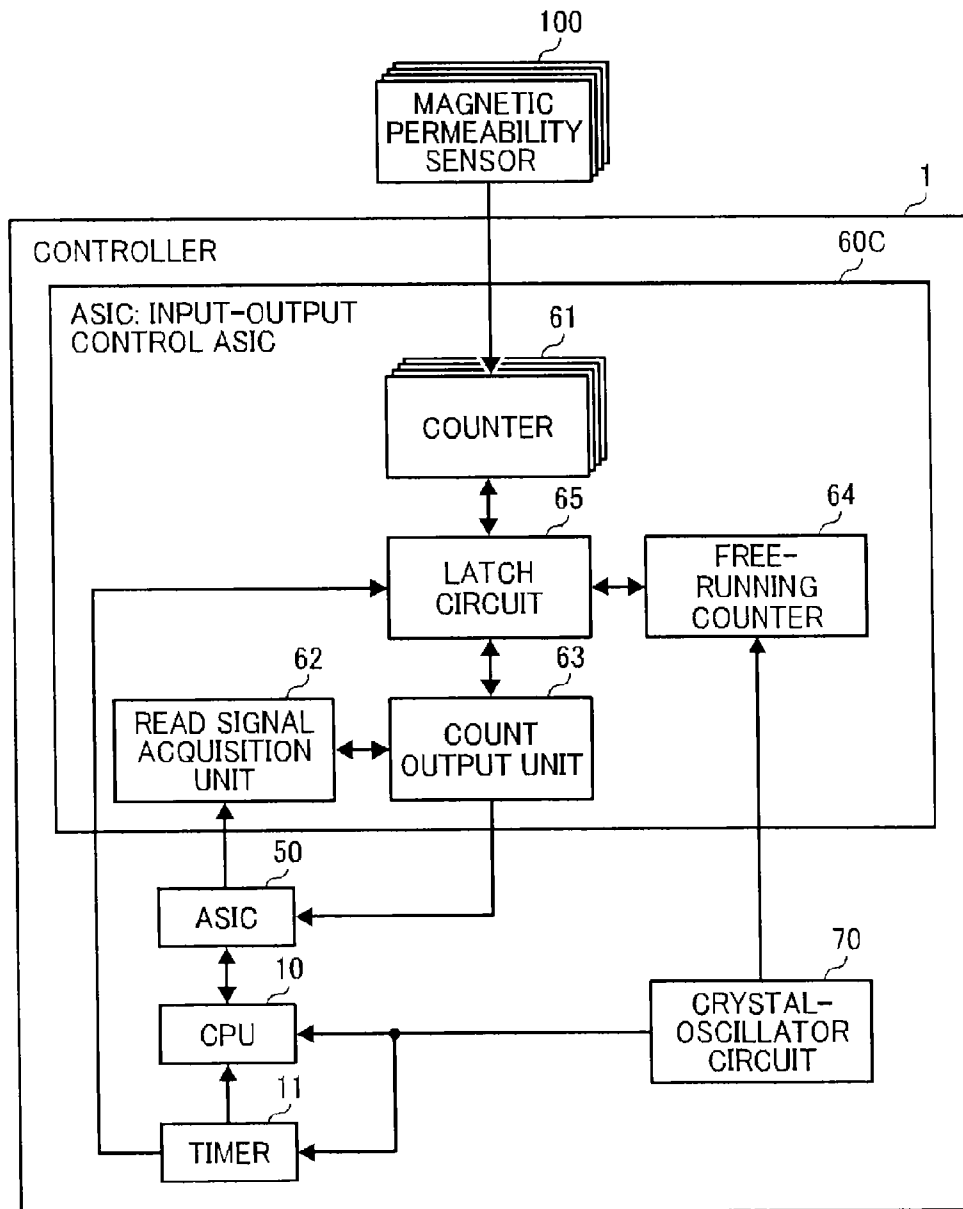 100
MAGNETIC
PERMEABILITY
SENSOR
1
CONTROLLER
60C
ASIC: INPUT-OUTPUT
CONTROL ASIC
61
COUNTER
65
LATCH
CIRCUIT
64
FREE-
RUNNING
COUNTER
62
READ SIGNAL
ACQUISITION
UNIT
63
COUNT
OUTPUT UNIT
50
ASIC
10
CPU
11
TIMER
70
CRYSTAL-
OSCILLATOR
CIRCUIT